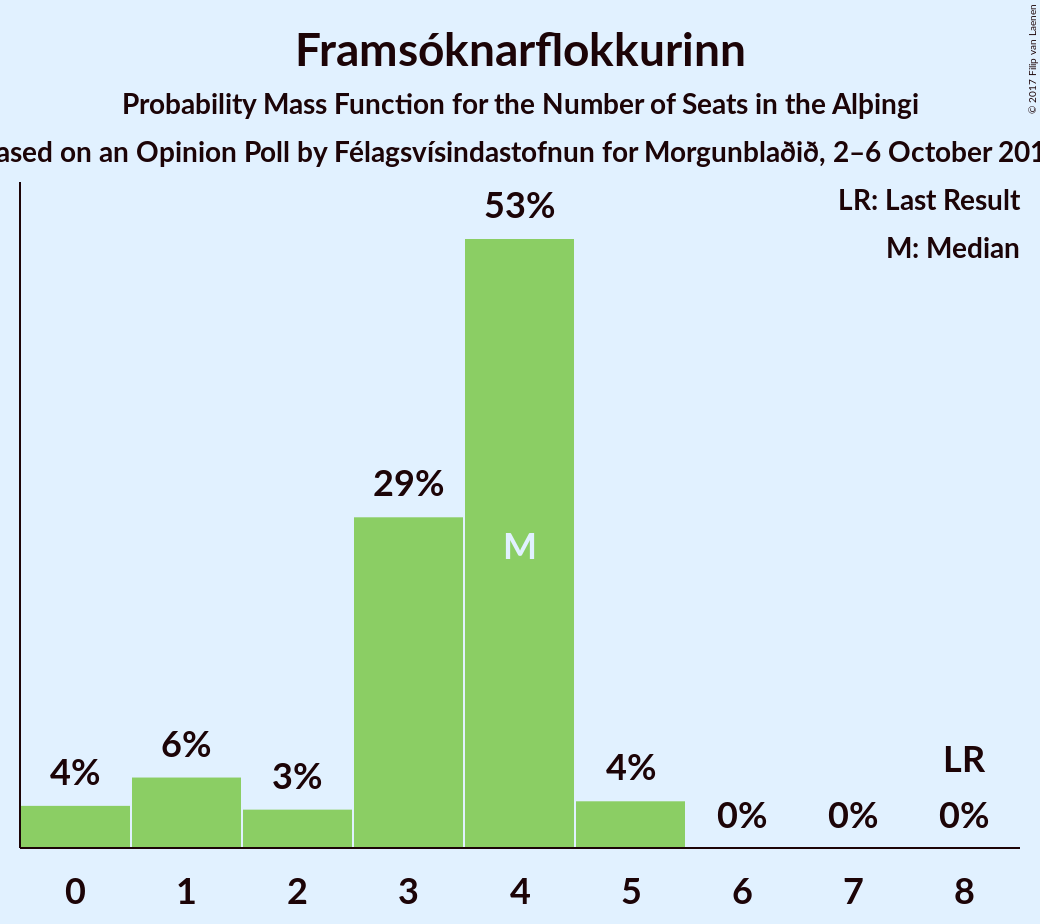 Framsóknarflokkurinn
Probability Mass Function for the Number of Seats in the Alþingi
ased on an Opinion Poll by Félagsvísindastofnun for Morgunblaðið, 2–6 October 201
© 2017 Filip van Laenen
LR: Last Result
M: Median
53%
29%
M
6%
4%
3%
4%
LR
0%
0%
0%
0 1 2 3 4 5 6 7 8